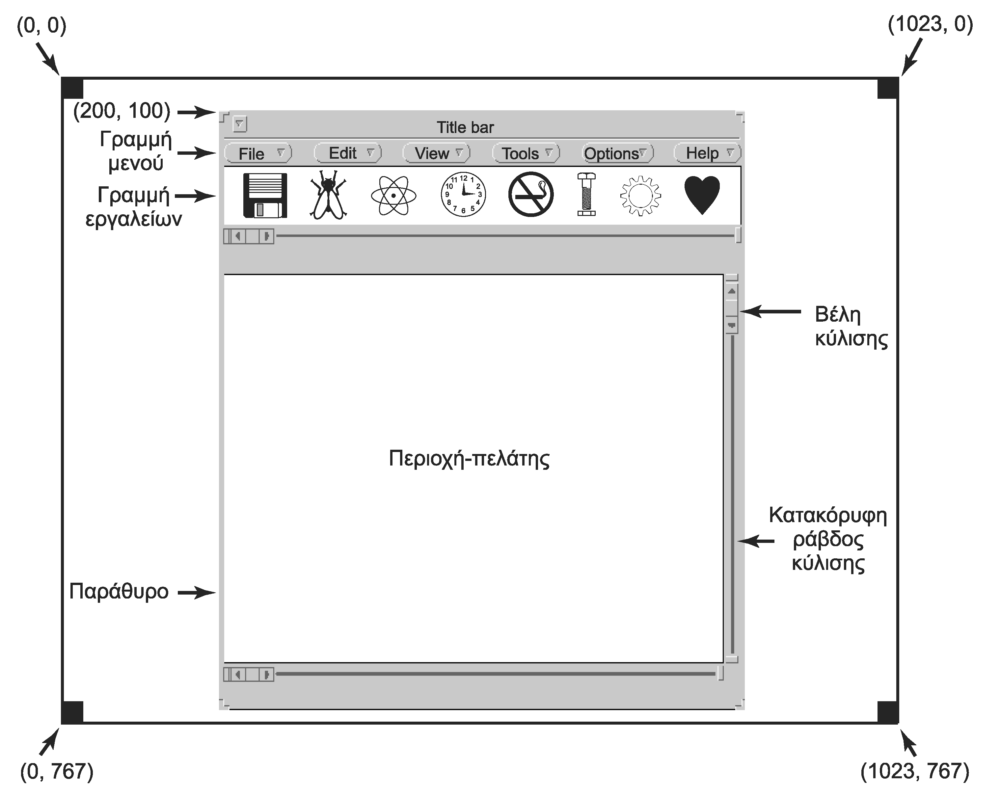 (0, 0)
(1023, 0)
(200, 100)
Title bar
Γραμμή
μενού
File
Edit
View
Tools
Options
Help
Γραμμή
εργαλείων
11 12 1
10 2
9 3
8 4
7 6 5
Βέλη
κύλισης
Περιοχή-πελάτης
Κατακόρυφη
ράβδος
κύλισης
Παράθυρο
(0, 767)
(1023, 767)